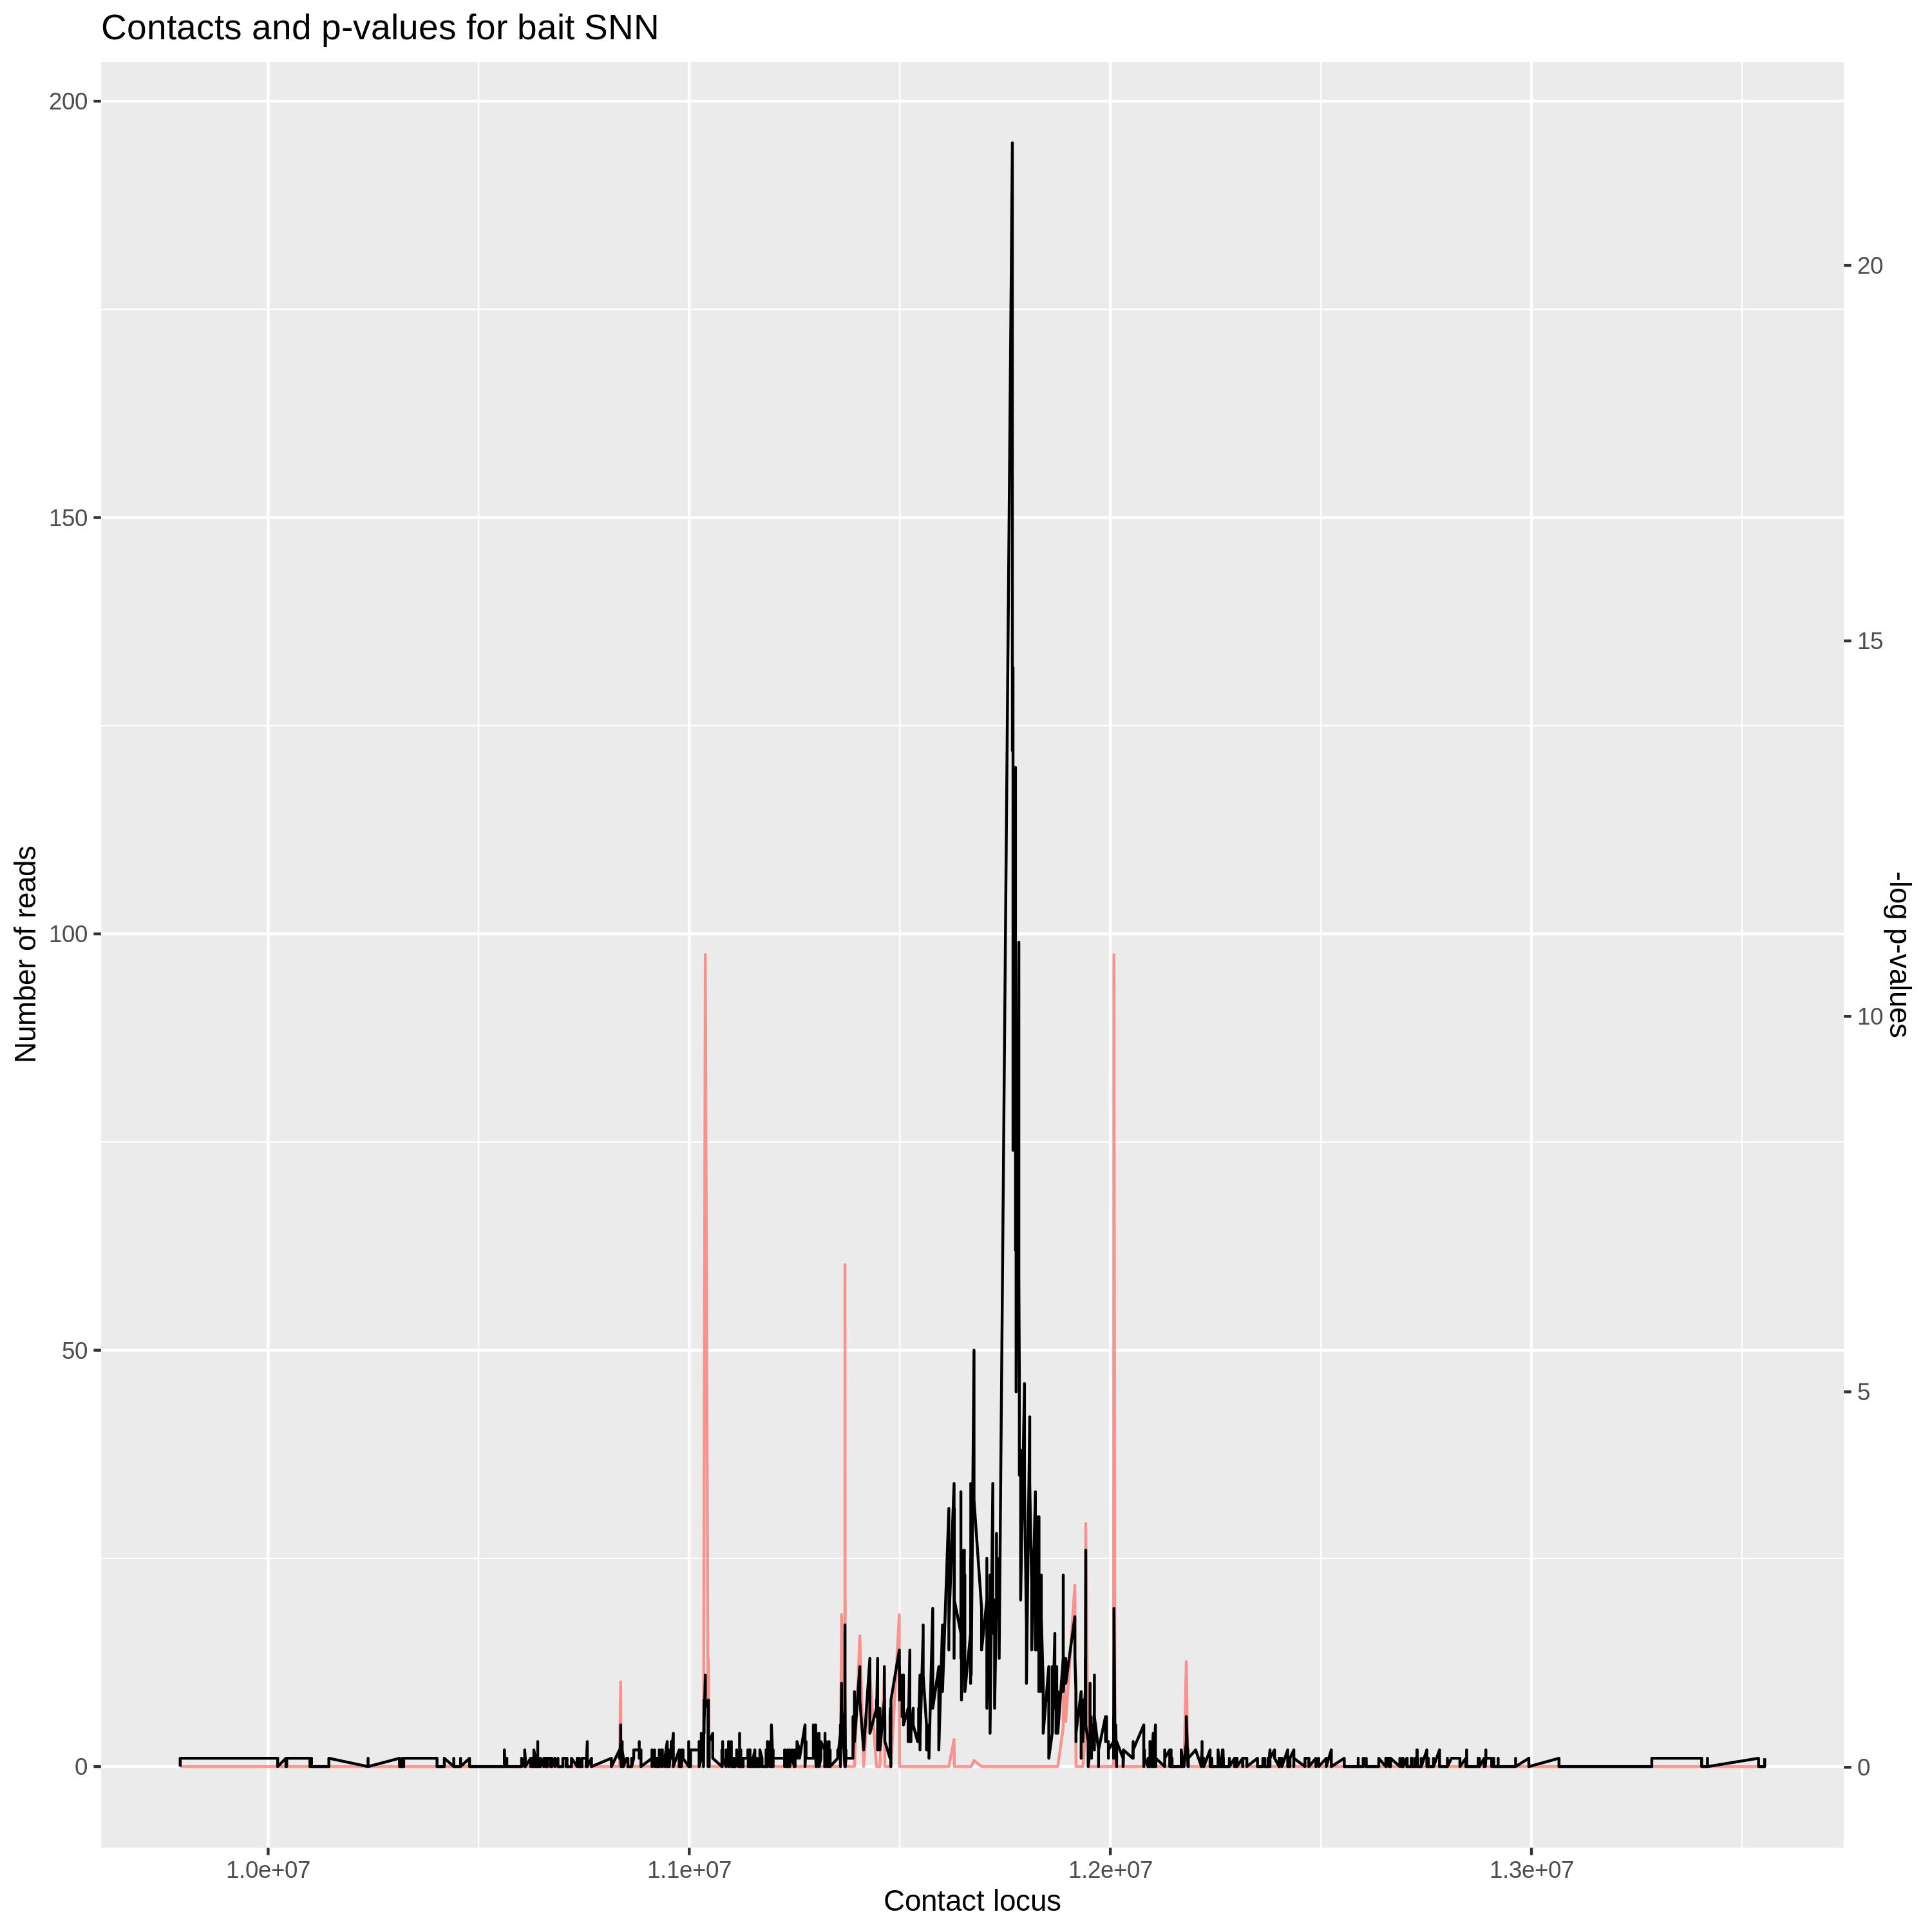 Contacts and p-values for bait SNN
200
150
100
50
0
Number of reads
20
15
10
5
0
-log p-values
1.0e+07 1.1e+07 1.2e+07 1.3e+07
Contact locus